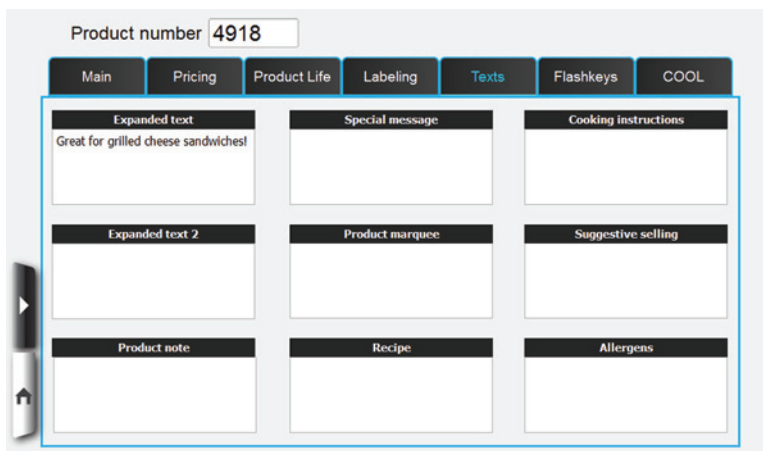 Product number 4918
Main Pricing Product Life Labeling Texts Flashkeys COOL
Expanded text Special message Cooking instructions
Great for grilled cheese sandwiches!
Expanded text 2 Product marquee Suggestive selling
Product note Recipe Allergens